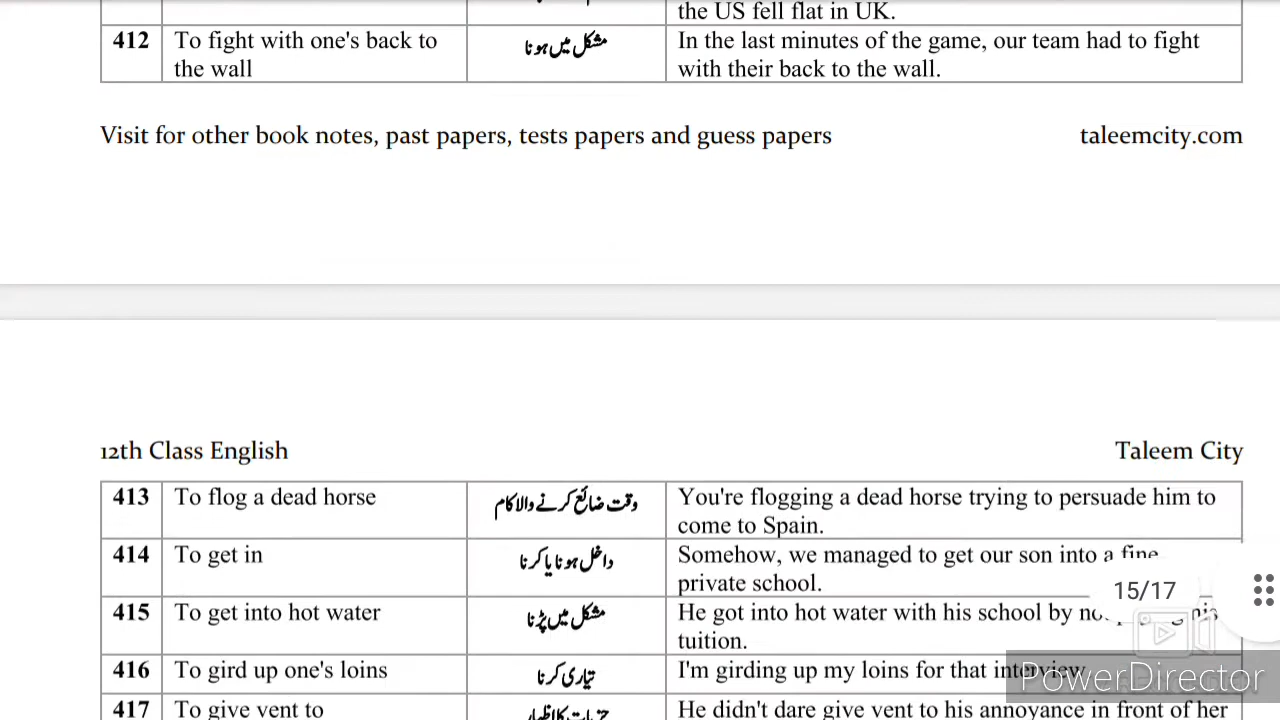 the US fell flat in UK.
412 To fight with one's back to مشکل میں ہونا In the last minutes of the game, our team had to fight
the wall with their back to the wall.
Visit for other book notes, past papers, tests papers and guess papers taleemcity.com
12th Class English Taleem City
413 To flog a dead horse وقت ضائع کرنے والا کام You're flogging a dead horse trying to persuade him to
come to Spain.
414 To get in داخل ہونا یا کرنا Somehow, we managed to get our son into a fine
private school.
15/17
415 To get into hot water مشکل میں پڑنا He got into hot water with his school by his
tuition.
416 To gird up one's loins تیاری کرنا I'm girding up my loins for that interview
PowerDirector
417 To give vent to He didn't dare give vent to his annoyance in front of her